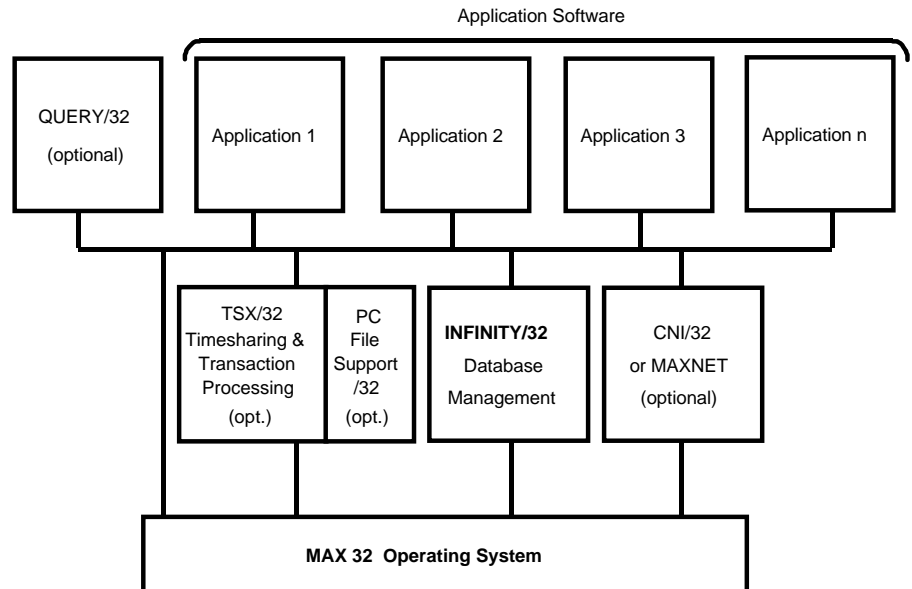 Application Software
QUERY/32
(optional)
Application 1
Application 2
Application 3
Application n
TSX/32
Timesharing &
Transaction
Processing
(opt.)
PC
File
Support
/32
(opt.)
INFINITY/32
Database
Management
CNI/32
or MAXNET
(optional)
MAX 32 Operating System